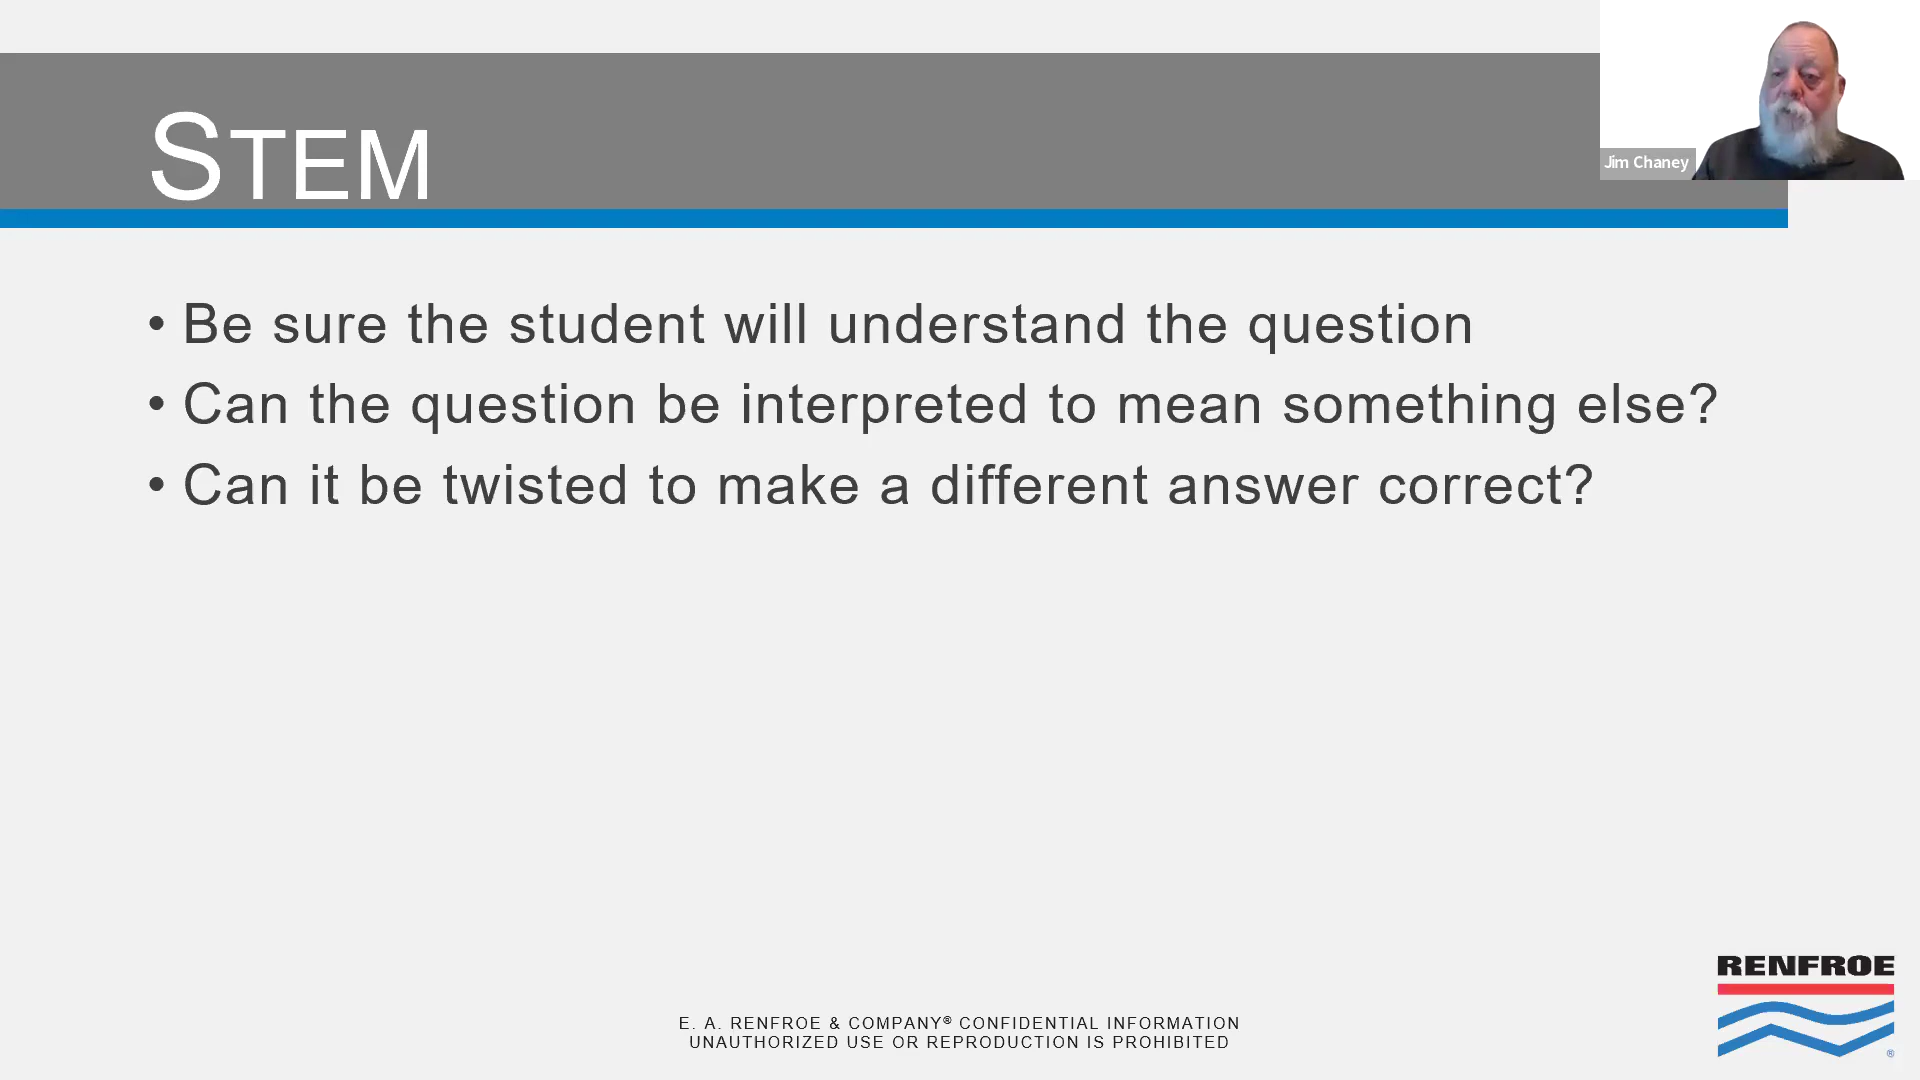 STEM
Jim Chaney
• Be sure the student will understand the question
• Can the question be interpreted to mean something else?
• Can it be twisted to make a different answer correct?
RENFROE
®
E. A. RENFROE & COMPANY® CONFIDENTIAL INFORMATION
UNAUTHORIZED USE OR REPRODUCTION IS PROHIBITED